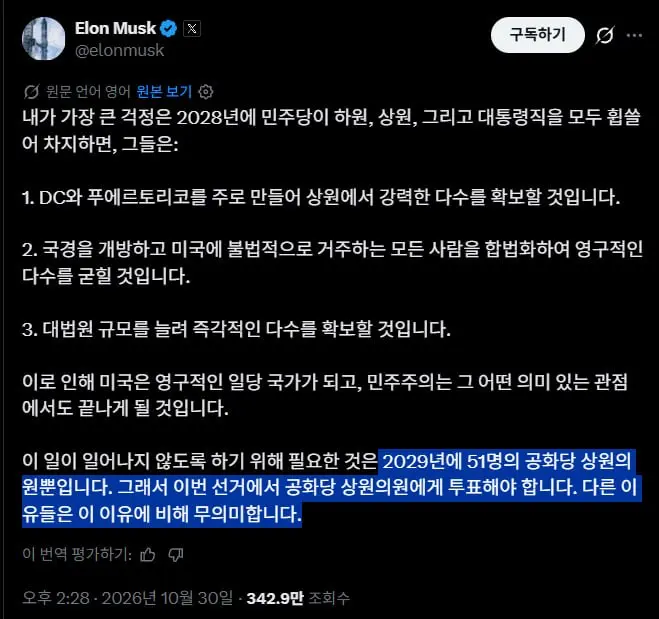 Elon Musk
@elonmusk
구독하기
원문 언어 영어 원본 보기
내가 가장 큰 걱정은 2028년에 민주당이 하원, 상원, 그리고 대통령직을 모두 휩쓸
어 차지하면, 그들은:
1. DC와 푸에르토리코를 주로 만들어 상원에서 강력한 다수를 확보할 것입니다.
2. 국경을 개방하고 미국에 불법적으로 거주하는 모든 사람을 합법화하여 영구적인
다수를 굳힐 것입니다.
3. 대법원 규모를 늘려 즉각적인 다수를 확보할 것입니다.
이로 인해 미국은 영구적인 일당 국가가 되고, 민주주의는 그 어떤 의미 있는 관점
에서도 끝나게 될 것입니다.
이 일이 일어나지 않도록 하기 위해 필요한 것은 2029년에 51명의 공화당 상원의
원뿐입니다. 그래서 이번 선거에서 공화당 상원의원에게 투표해야 합니다. 다른 이
유들은 이 이유에 비해 무의미합니다.
이 번역 평가하기:
오후 2:28 · 2026년 10월 30일 · 342.9만 조회수